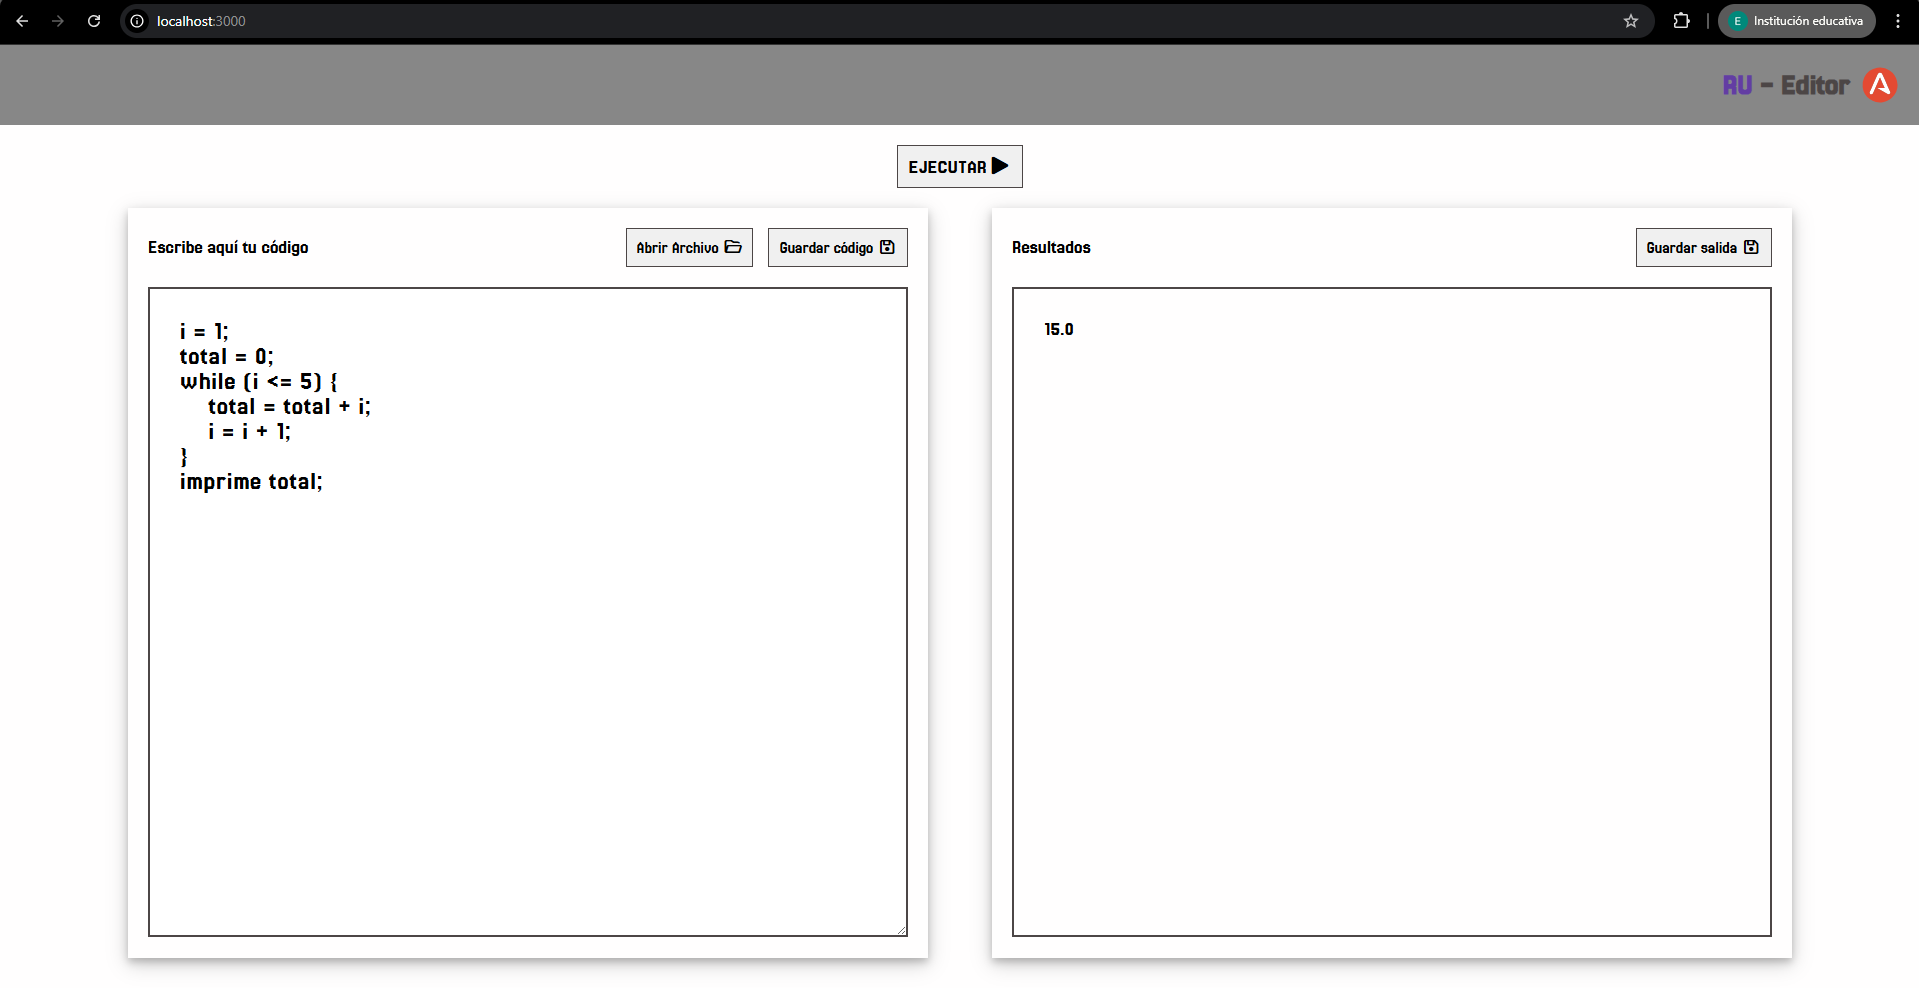 localhost:3000
E Institución educativa
AU - Editor
EJECUTAR
Escribe aquí tu código
Abrir Archivo
Guardar código
i = 1;
total = 0;
while (i <= 5) {
total = total + i;
i = i + 1;
}
imprime total;
Resultados
Guardar salida
15.0